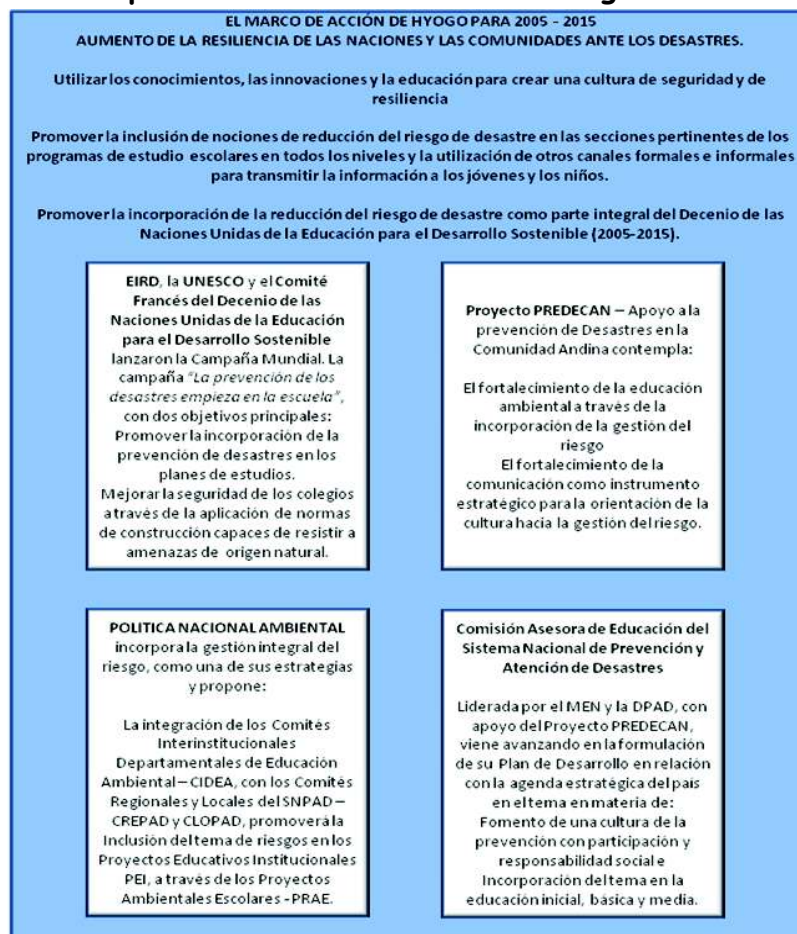 EL MARCO DE ACCIÓN DE HYOGO PARA 2005 – 2015
AUMENTO DE LA RESILIENCIA DE LAS NACIONES Y LAS COMUNIDADES ANTE LOS DESASTRES.
Utilizar los conocimientos, las innovaciones y la educación para crear una cultura de seguridad y de
resiliencia
Promover la inclusión de nociones de reducción del riesgo de desastre en las secciones pertinentes de los
programas de estudio escolares en todos los niveles y la utilización de otros canales formales e informales
para transmitir la información a los jóvenes y los niños.
Promover la incorporación de la reducción del riesgo de desastre como parte integral del Decenio de las
Naciones Unidas de la Educación para el Desarrollo Sostenible (2005-2015).
EIRD, la UNESCO y el Comité
Francés del Decenio de las
Naciones Unidas de la Educación
para el Desarrollo Sostenible
lanzaron la Campaña Mundial. La
campaña "La prevención de los
desastres empieza en la escuela",
con dos objetivos principales:
Promover la incorporación de la
prevención de desastres en los
planes de estudios.
Mejorar la seguridad de los colegios
a través de la aplicación de normas
de construcción capaces de resistir a
amenazas de origen natural.
Proyecto PREDECAN – Apoyo a la
prevención de Desastres en la
Comunidad Andina contempla:
El fortalecimiento de la educación
ambiental a través de la
incorporación de la gestión del
riesgo
El fortalecimiento de la
comunicación como instrumento
estratégico para la orientación de la
cultura hacia la gestión del riesgo.
POLITICA NACIONAL AMBIENTAL
incorpora la gestión integral del
riesgo, como una de sus estrategias
y propone:
La integración de los Comités
Interinstitucionales
Departamentales de Educación
Ambiental – CIDEA, con los Comités
Regionales y Locales del SNPAD –
CREPAD y CLOPAD, promoverá la
Inclusión del tema de riesgos en los
Proyectos Educativos Institucionales
PEI, a través de los Proyectos
Ambientales Escolares -PRAE.
Comisión Asesora de Educación del
Sistema Nacional de Prevención y
Atención de Desastres
Liderada por el MEN y la DPAD, con
apoyo del Proyecto PREDECAN,
viene avanzando en la formulación
de su Plan de Desarrollo en relación
con la agenda estratégica del país
en el tema en materia de:
Fomento de una cultura de la
prevención con participación y
responsabilidad social e
Incorporación del tema en la
educación inicial, básica y media.